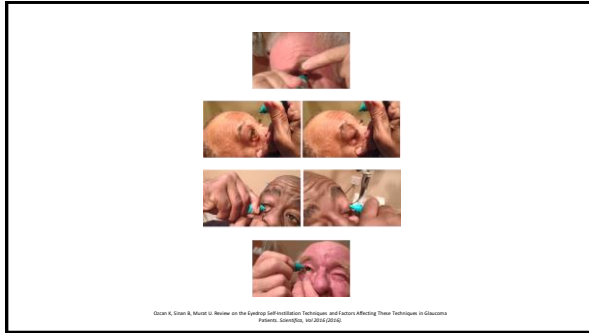 Ozcan K, Sinan B, Murat U. Review on the Eyedrop Self-Instillation Techniques and Factors Affecting These Techniques in Glaucoma
Patients. Scientifica, Vol 2016 (2016).